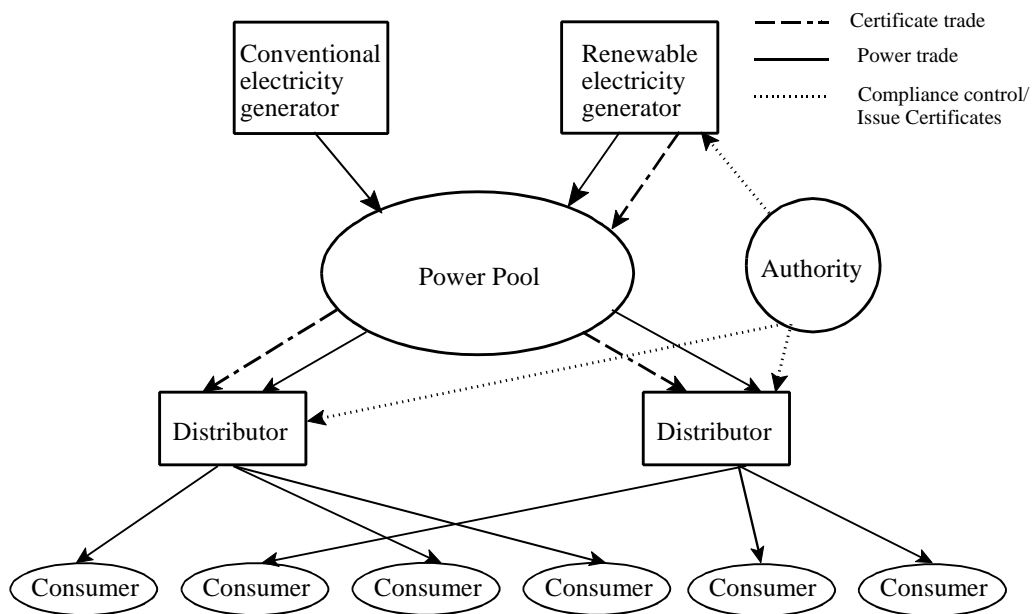 Conventional
electricity
generator
Renewable
electricity
generator
Certificate trade
Power trade
Compliance control/
Issue Certificates
Power Pool
Authority
Distributor
Distributor
Consumer
Consumer
Consumer
Consumer
Consumer
Consumer